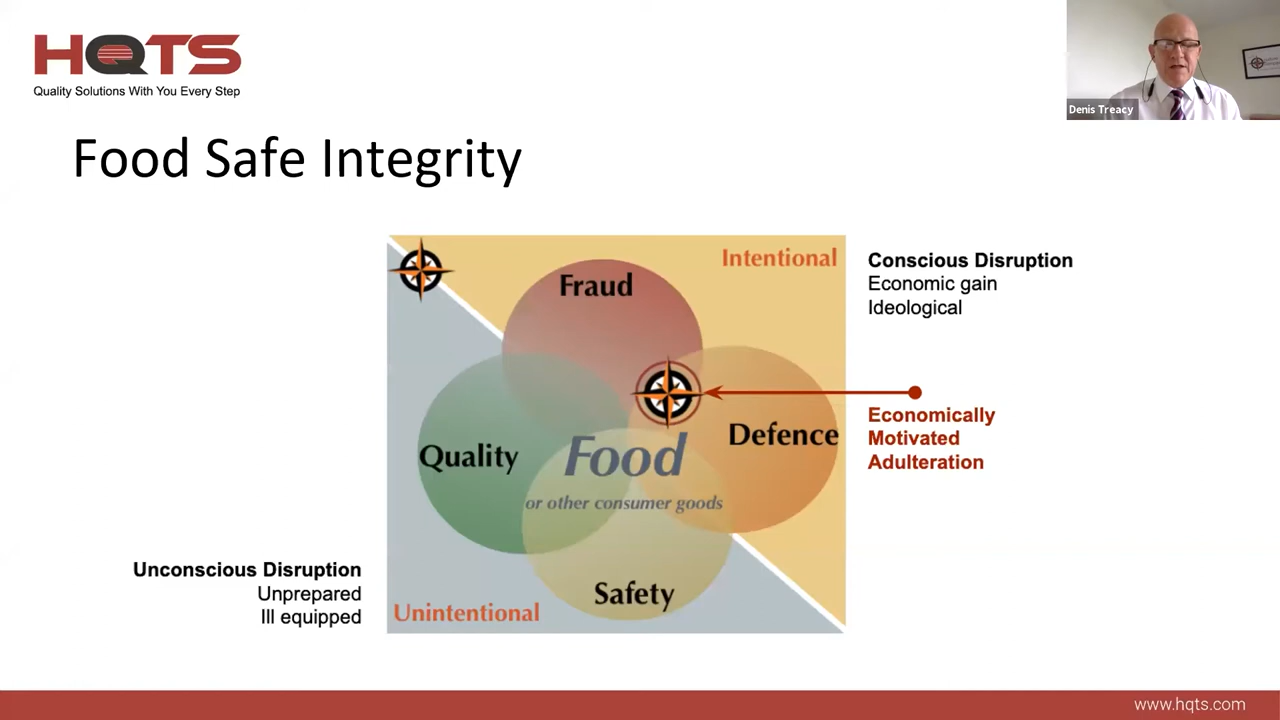 HQTS
Quality Solutions With You Every Step
Denis Treacy
Food Safe Integrity
Intentional
Fraud
Conscious Disruption
Economic gain
Ideological
Defence
Quality
Food
or other consumer goods
Economically
Motivated
Adulteration
Unconscious Disruption
Unprepared
Ill equipped
Safety
Unintentional
www.hqts.com